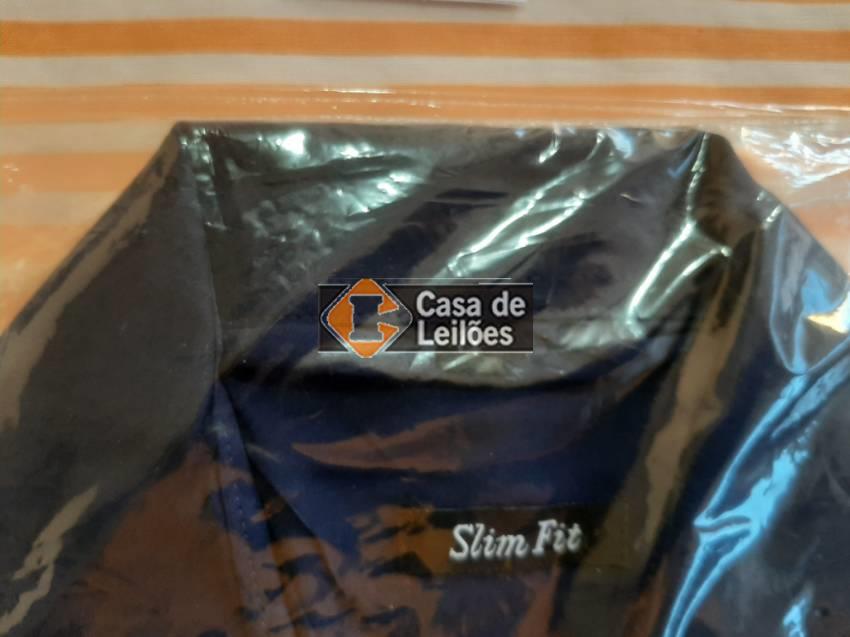 Casa de
Leilões
Slim Fit